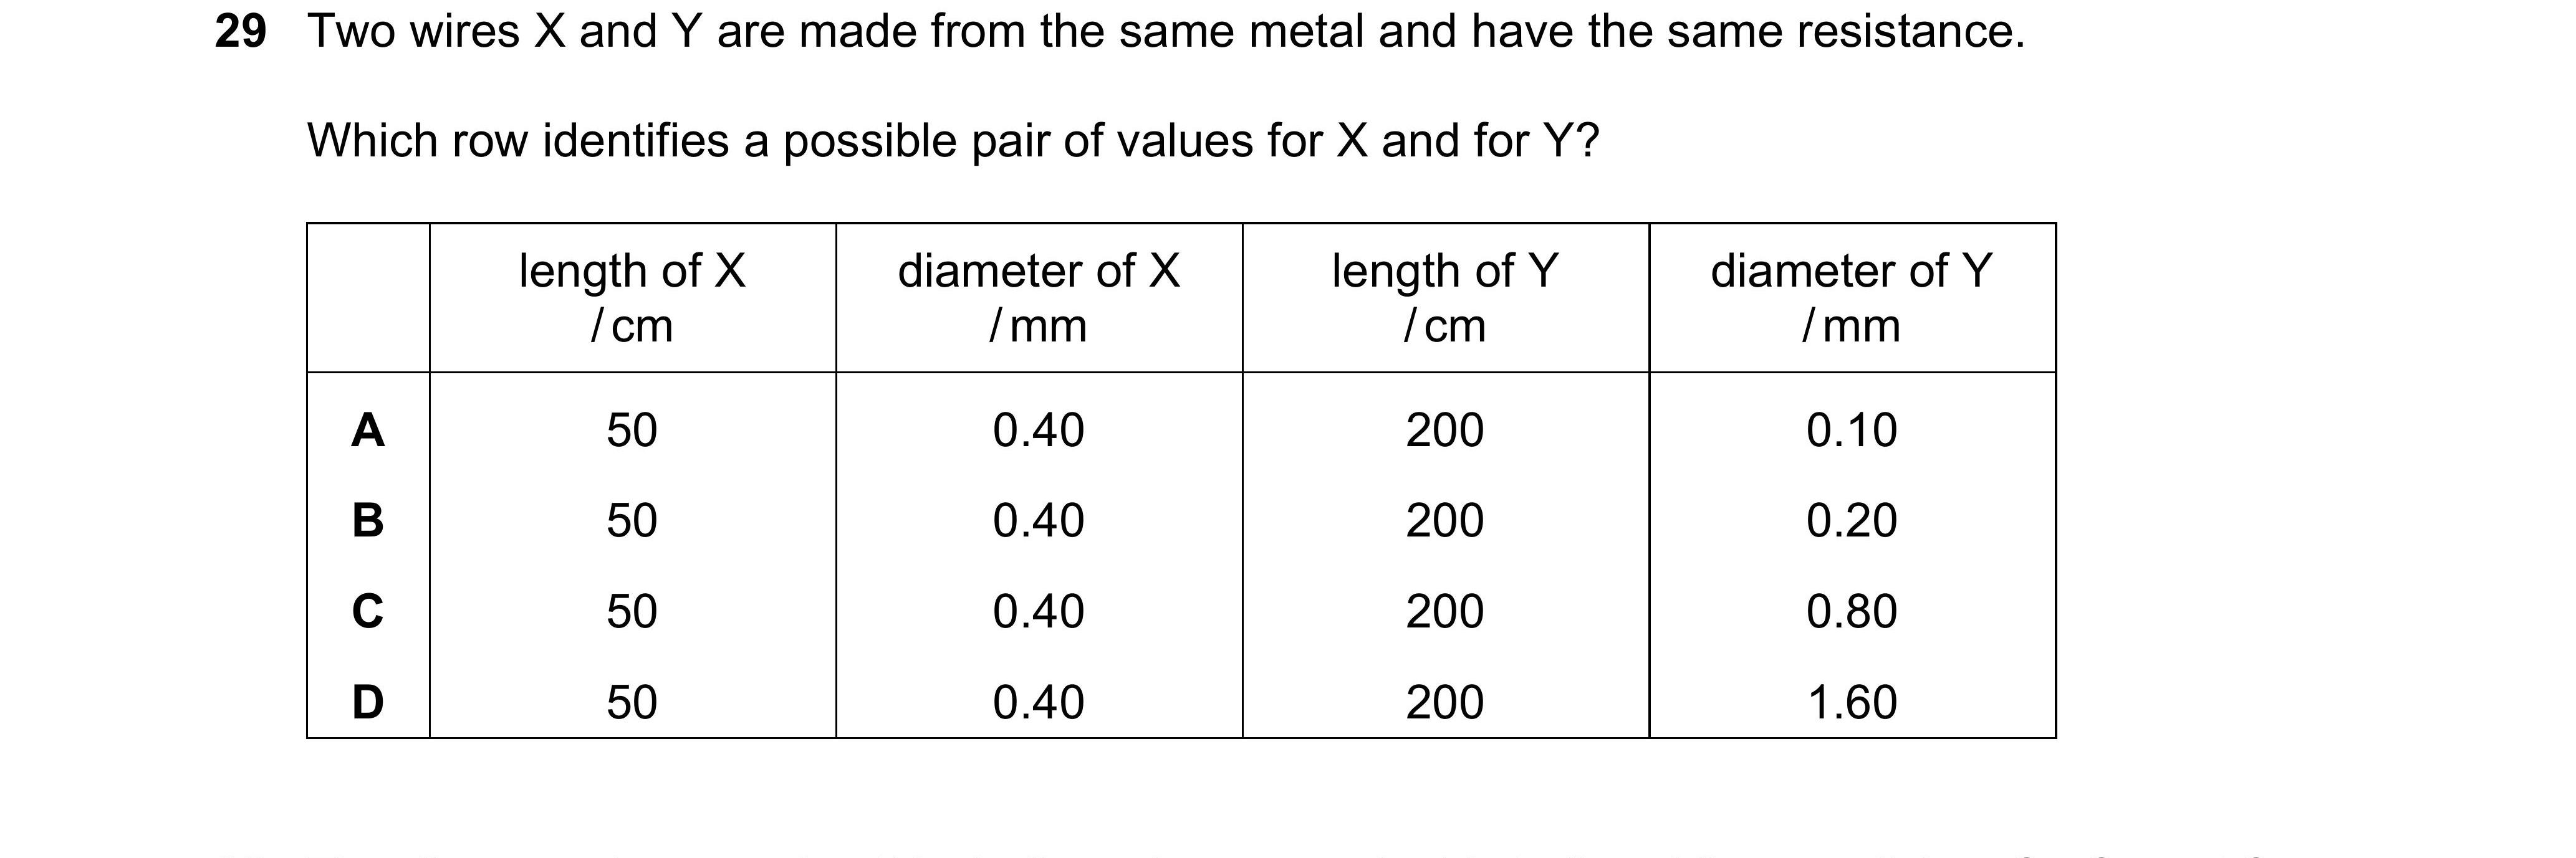 29 Two wires X and Y are made from the same metal and have the same resistance.
Which row identifies a possible pair of values for X and for Y?
length of X /cm diameter of X /mm length of Y /cm diameter of Y /mm
A 50 0.40 200 0.10
B 50 0.40 200 0.20
C 50 0.40 200 0.80
D 50 0.40 200 1.60